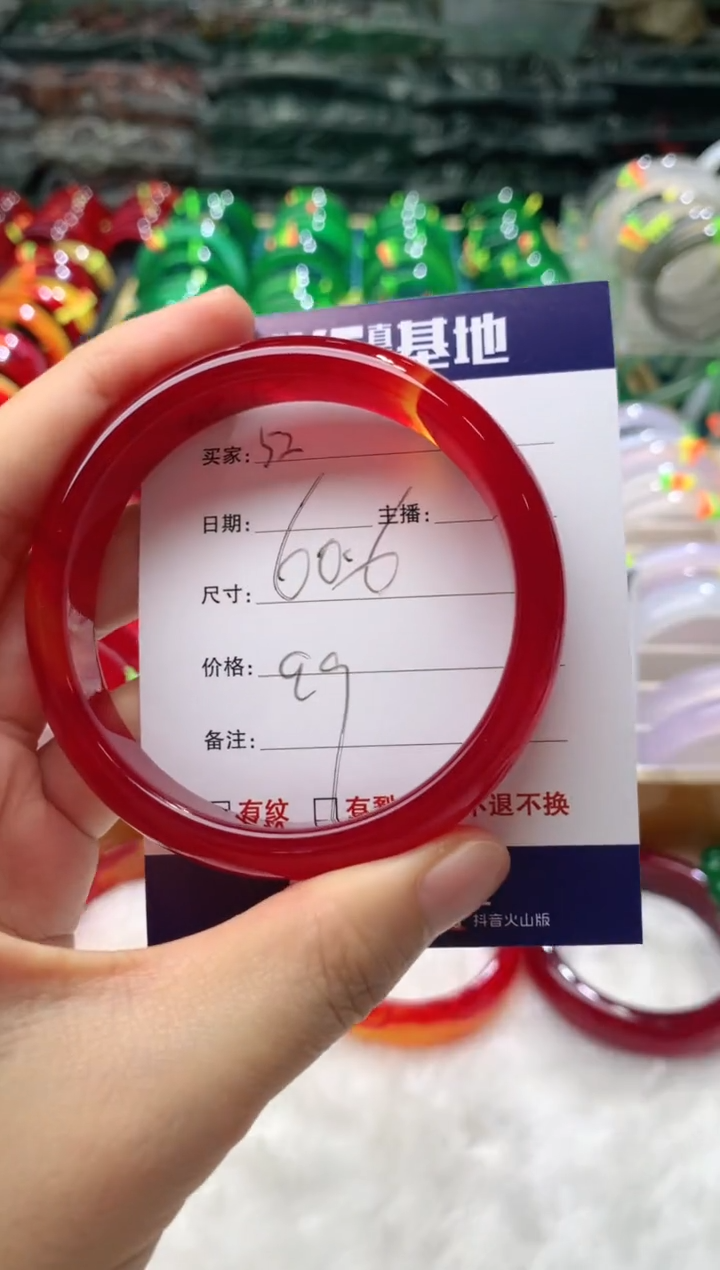 基地
买家: 52
日期: 主播:
尺寸: 60.6
价格: 99
备注:
有纹 有裂 不退不换
抖音火山版